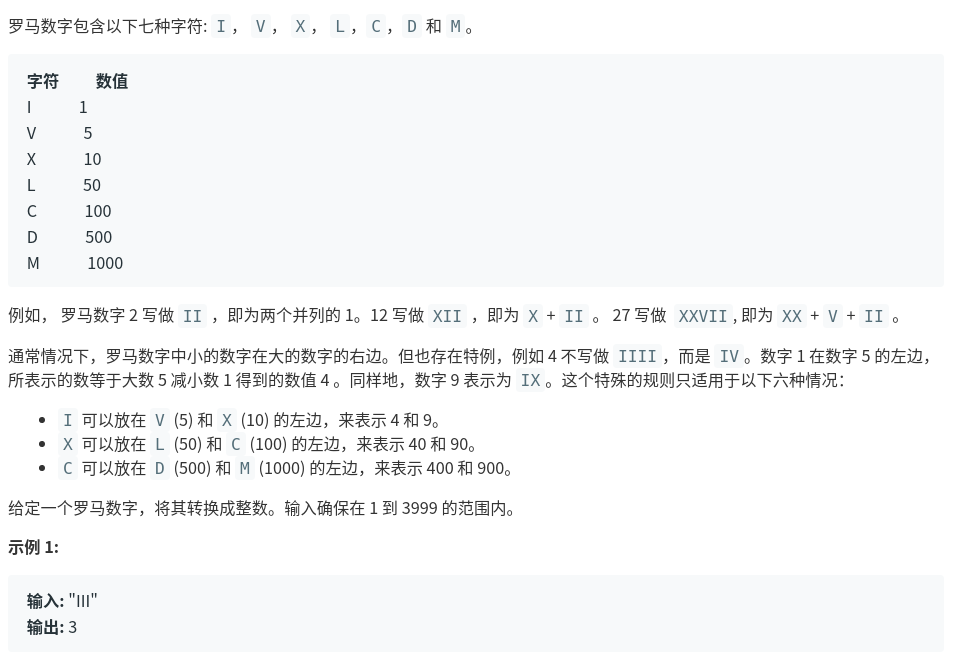 罗马数字包含以下七种字符: I， V， X， L，C，D 和 M。
字符 数值
I 1
V 5
X 10
L 50
C 100
D 500
M 1000
例如， 罗马数字 2 写做 II ，即为两个并列的 1。12 写做 XII ，即为 X + II 。 27 写做 XXVII , 即为 XX + V + II 。
通常情况下，罗马数字中小的数字在大的数字的右边。但也存在特例，例如 4 不写做 IIII ，而是 IV 。数字 1 在数字 5 的左边，
所表示的数等于大数 5 减小数 1 得到的数值 4 。同样地，数字 9 表示为 IX 。这个特殊的规则只适用于以下六种情况：
• I 可以放在 V (5) 和 X (10) 的左边，来表示 4 和 9。
• X 可以放在 L (50) 和 C (100) 的左边，来表示 40 和 90。
• C 可以放在 D (500) 和 M (1000) 的左边，来表示 400 和 900。
给定一个罗马数字，将其转换成整数。输入确保在 1 到 3999 的范围内。
示例 1:
输入: "III"
输出: 3